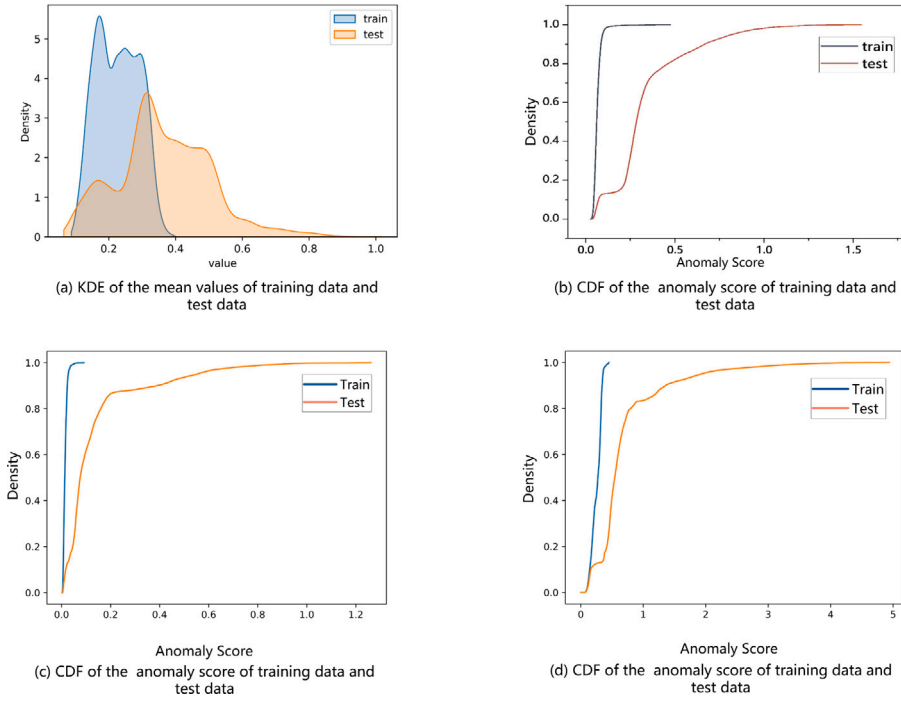 train
test
5
4
3
2
1
0
Density
0.2
0.4
0.6
0.8
1.0
value
(a) KDE of the mean values of training data and
test data
train
test
1.0
0.8
0.6
0.4
0.2
0.0
Density
0.0
0.5
1.0
1.5
Anomaly Score
(b) CDF of the anomaly score of training data and
test data
Train
Test
1.0
0.8
0.6
0.4
0.2
0.0
Density
0.0
0.2
0.4
0.6
0.8
1.0
1.2
Anomaly Score
(c) CDF of the anomaly score of training data and
test data
Train
Test
1.0
0.8
0.6
0.4
0.2
0.0
Density
0
1
2
3
4
5
Anomaly Score
(d) CDF of the anomaly score of training data and
test data